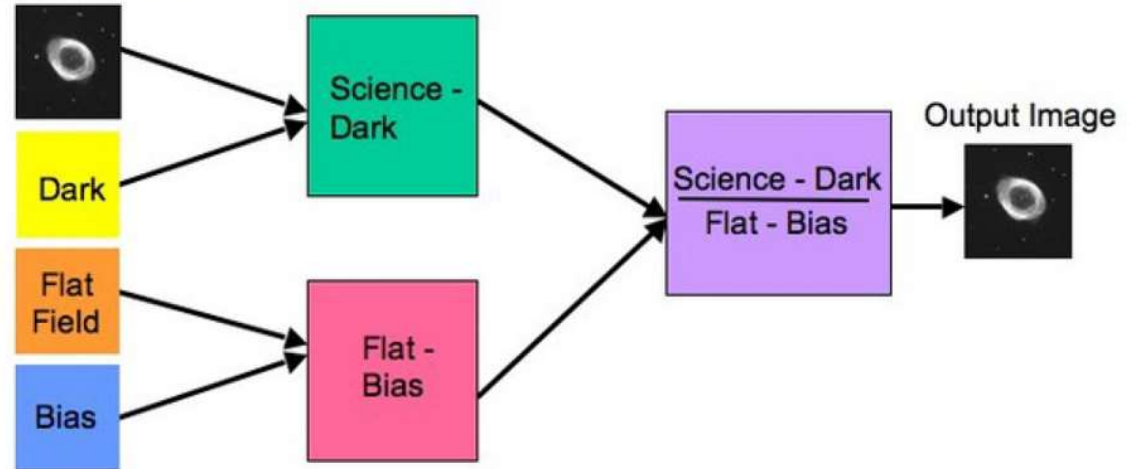 Dark
Flat
Field
Bias
Science -
Dark
Flat -
Bias
Science - Dark
Flat - Bias
Output Image